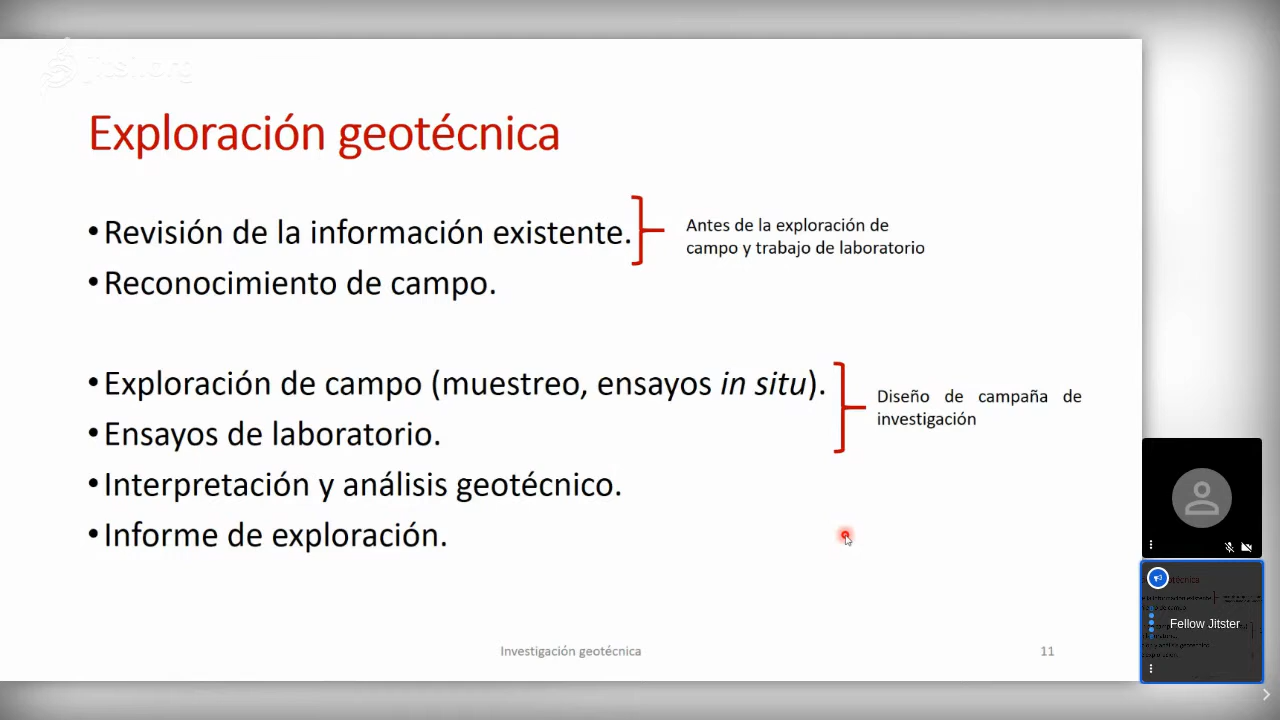 jitsi.org
Exploración geotécnica
•Revisión de la información existente.
Antes de la exploración de
campo y trabajo de laboratorio
•Reconocimiento de campo.
•Exploración de campo (muestreo, ensayos in situ).
Diseño de campaña de
investigación
•Ensayos de laboratorio.
•Interpretación y análisis geotécnico.
•Informe de exploración.
Investigación geotécnica
11
Fellow Jitster